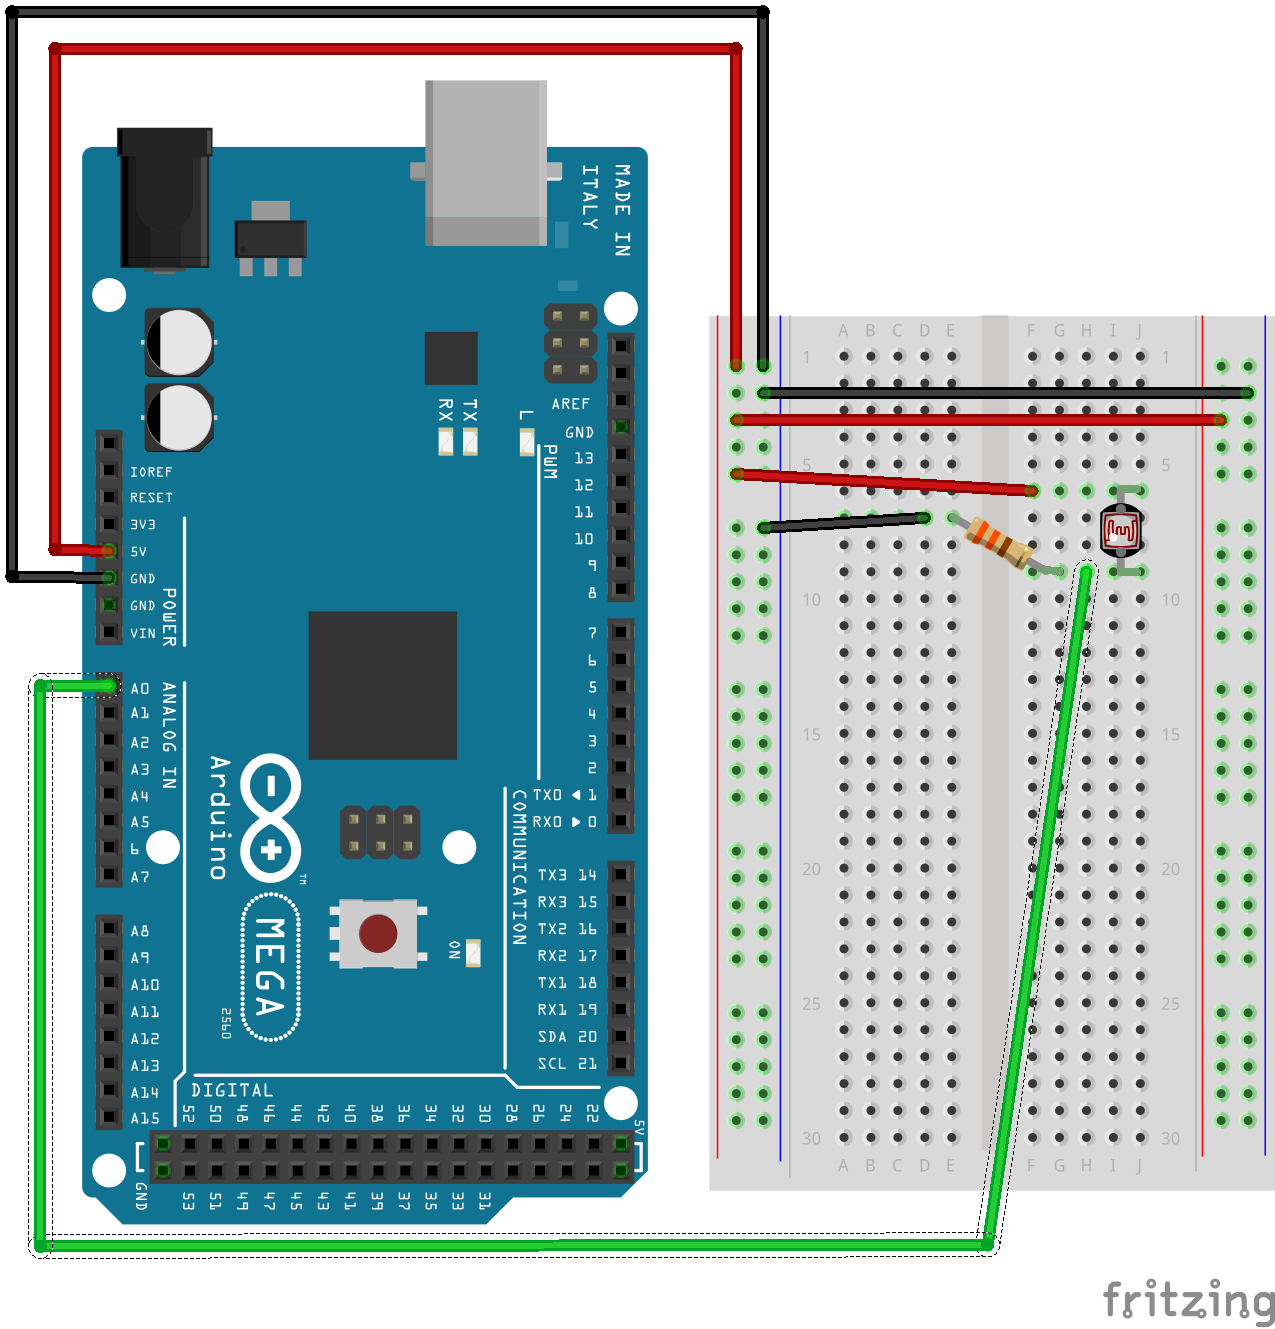 MADE IN
ITALY
RX
TX
L
AREF
GND
13
12
11
10
9
8
PWM
7
6
5
4
3
2
TX0 ◀ 1
RX0 ▶ 0
TX3 14
RX3 15
TX2 16
RX2 17
TX1 18
RX1 19
SDA 20
SCL 21
COMMUNICATION
IOREF
RESET
3V3
5V
GND
GND
VIN
POWER
A0
A1
A2
A3
A4
A5
6
A7
ANALOG IN
A8
A9
A10
A11
A12
A13
A14
A15
Arduino
TM
MEGA
2560
ON
DIGITAL
52 50 48 46 44 42 40 38 36 34 32 30 28 26 24 22
5V
GND
53 51 49 47 45 43 41 39 37 35 33 31
A B C D E F G H I J
1 1
5 5
10 10
15 15
20 20
25 25
30 30
A B C D E F G H I J
fritzing